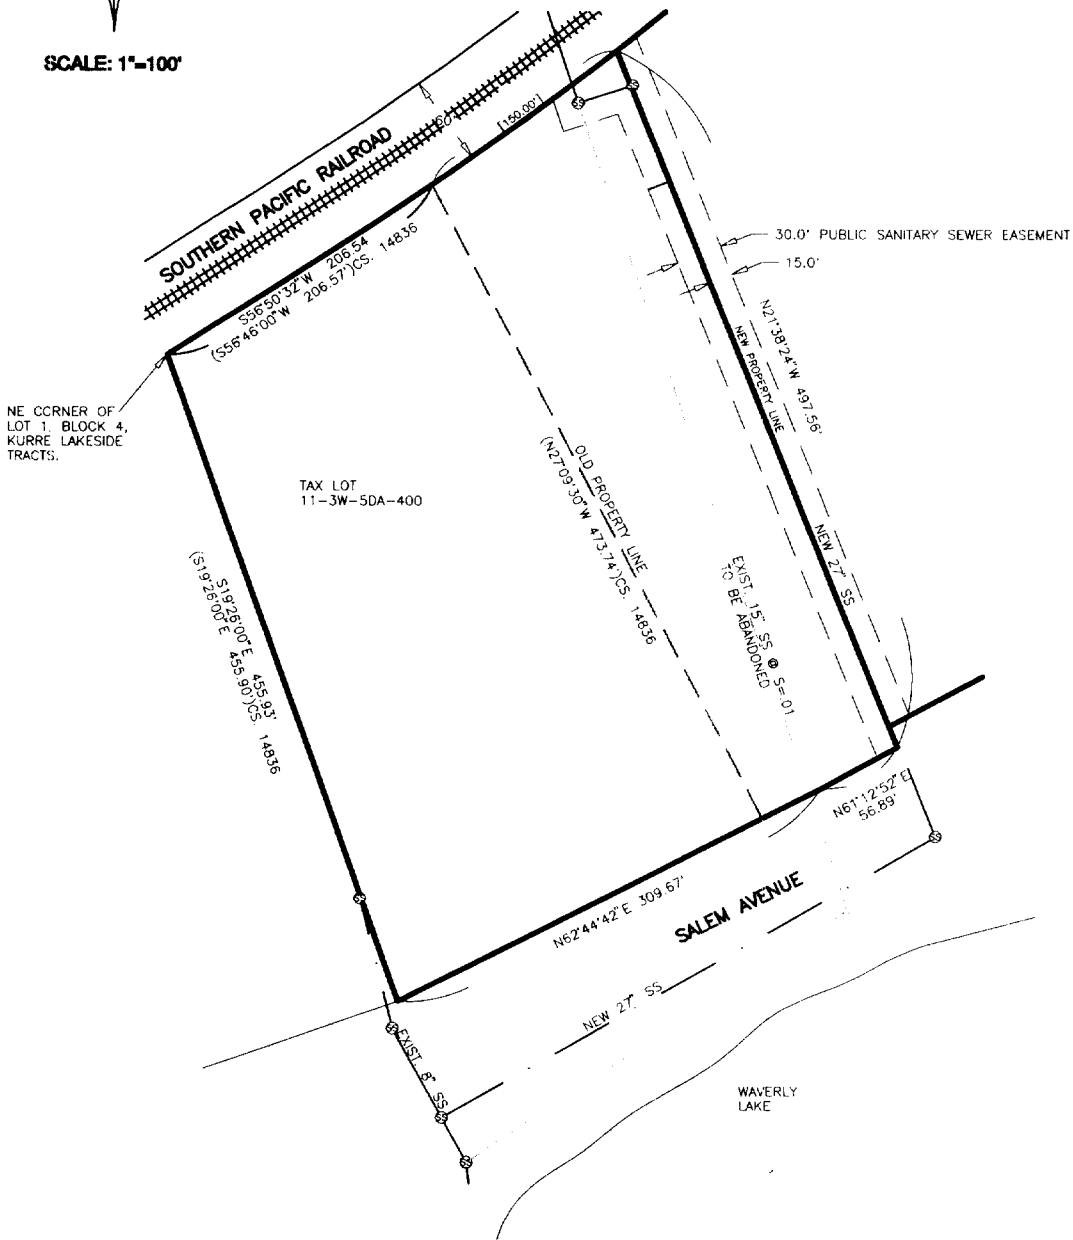 SCALE: 1"=100'
SOUTHERN PACIFIC RAILROAD
60'
[150.00']
S56°50'32"W 206.54
(S56°46'00"W 206.57')CS. 14836
30.0' PUBLIC SANITARY SEWER EASEMENT
15.0'
N21°38'24"W 497.56'
NEW PROPERTY LINE
NE CORNER OF
LOT 1, BLOCK 4,
KURRE LAKESIDE
TRACTS.
TAX LOT
11-3W-5DA-400
OLD PROPERTY LINE
(N27°09'30"W 473.74')CS. 14836
NEW 27" SS
EXIST. 15" SS @ S=.01
TO BE ABANDONED
S19°26'00"E 455.93'
(S19°26'00"E 455.90')CS. 14836
N61°12'52"E
56.89'
N62°44'42"E 309.67'
SALEM AVENUE
NEW 27" SS
EXIST. 8" SS
WAVERLY
LAKE